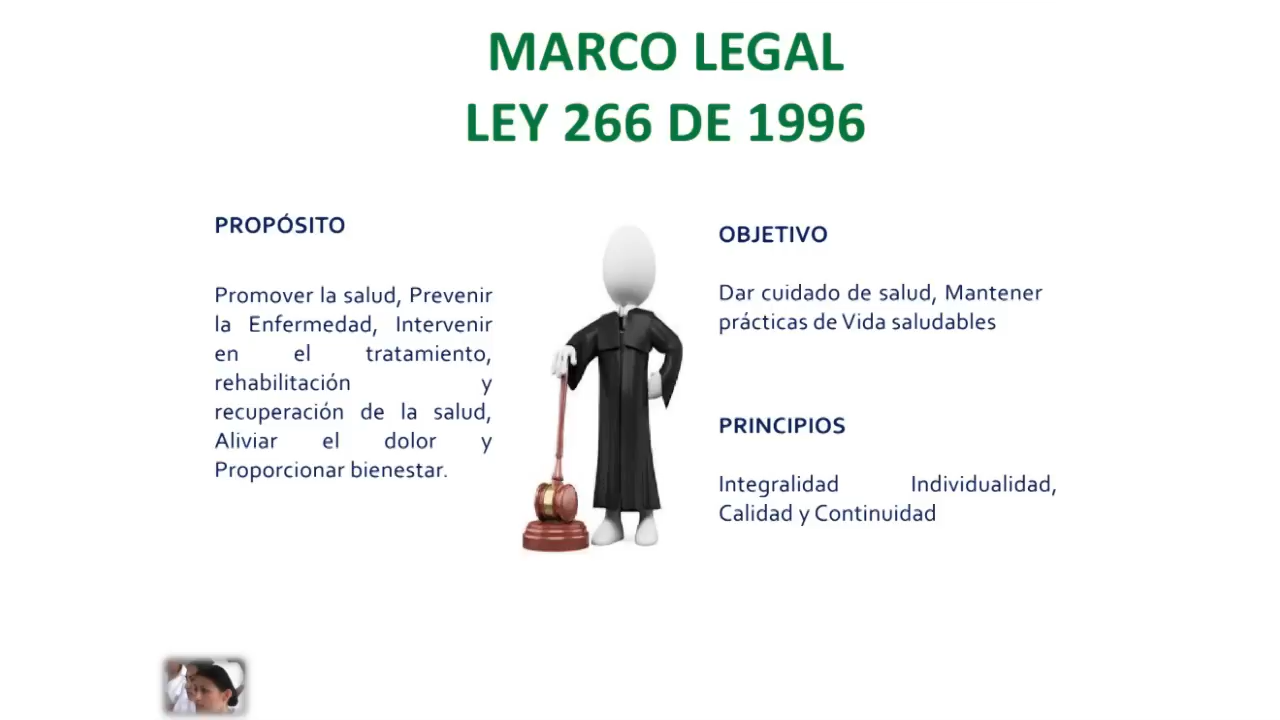 MARCO LEGAL
LEY 266 DE 1996
PROPÓSITO
Promover la salud, Prevenir
la Enfermedad, Intervenir
en el tratamiento,
rehabilitación y
recuperación de la salud,
Aliviar el dolor y
Proporcionar bienestar.
OBJETIVO
Dar cuidado de salud, Mantener
prácticas de Vida saludables
PRINCIPIOS
Integralidad Individualidad,
Calidad y Continuidad